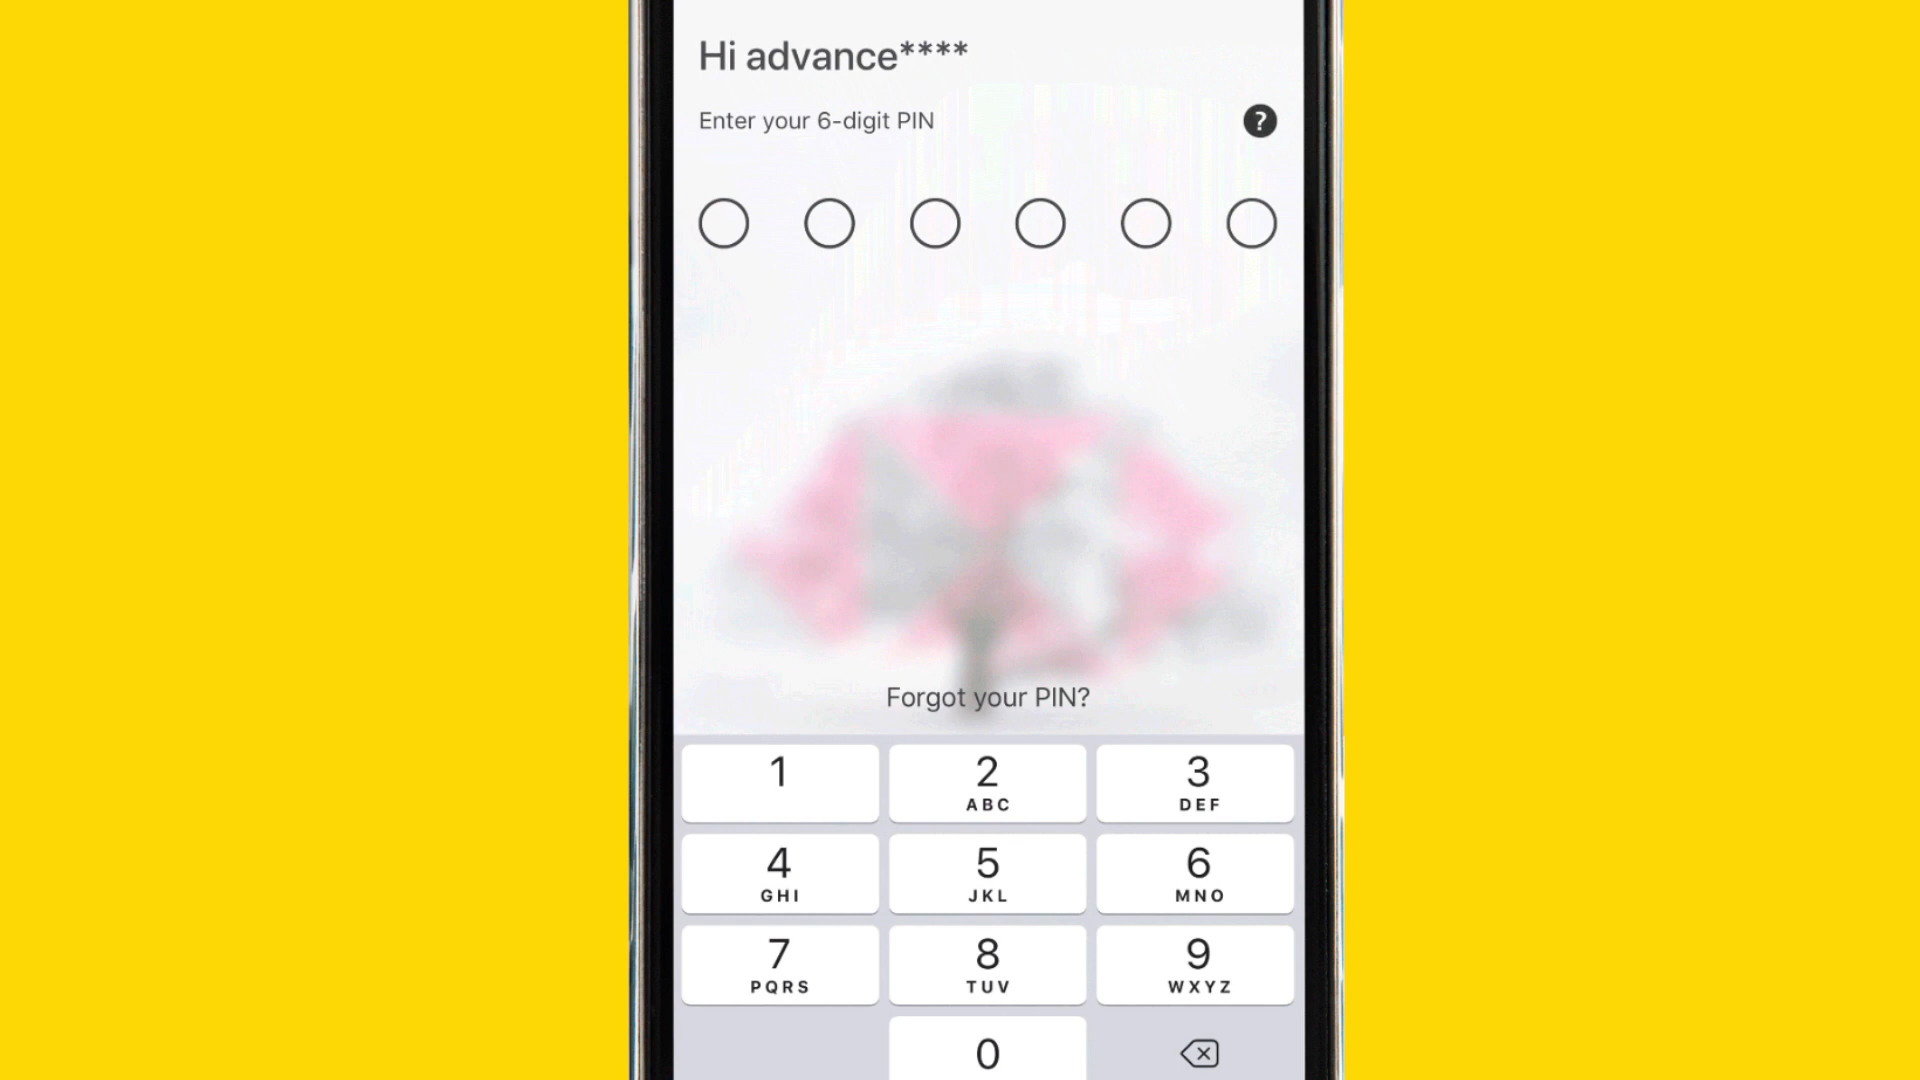 Hi advance****
Enter your 6-digit PIN
?
Forgot your PIN?
1
2
ABC
3
DEF
4
GHI
5
JKL
6
MNO
7
PQRS
8
TUV
9
WXYZ
0